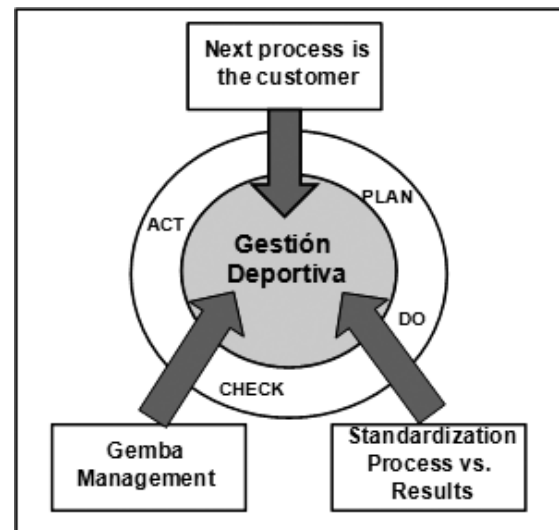 Next process is
the customer
PLAN
ACT
Gestión
Deportiva
DO
CHECK
Gemba
Management
Standardization
Process vs.
Results